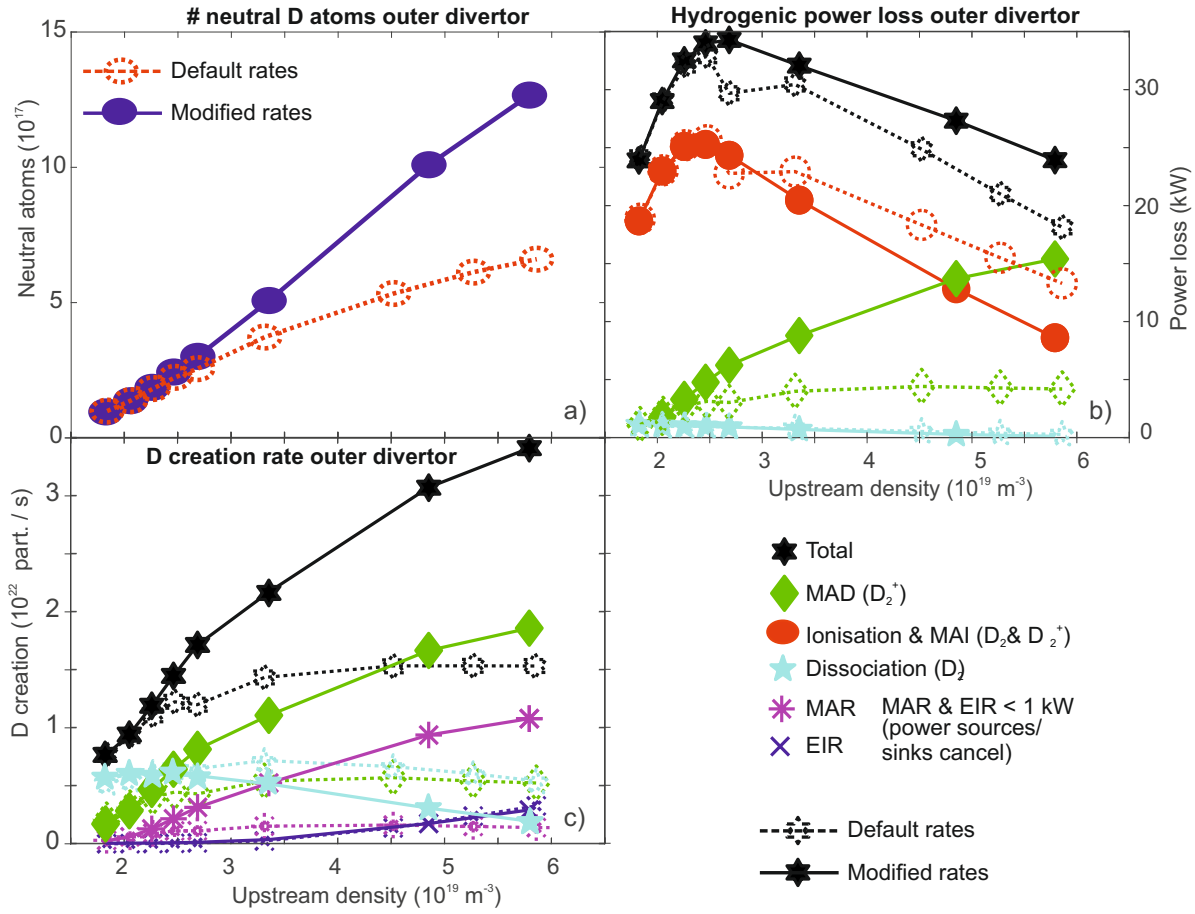 # neutral D atoms outer divertor
15
10
5
0
Neutral atoms (10¹⁷)
Default rates
Modified rates
a)
Hydrogenic power loss outer divertor
30
20
10
0
Power loss (kW)
b)
2 3 4 5 6
Upstream density (10¹⁹ m⁻³)
D creation rate outer divertor
3
2
1
0
D creation (10²² part. / s)
c)
2 3 4 5 6
Upstream density (10¹⁹ m⁻³)
Total
MAD (D₂⁺)
Ionisation & MAI (D₂& D ₂⁺)
Dissociation (D₂)
MAR
EIR
MAR & EIR < 1 kW
(power sources/
sinks cancel)
Default rates
Modified rates